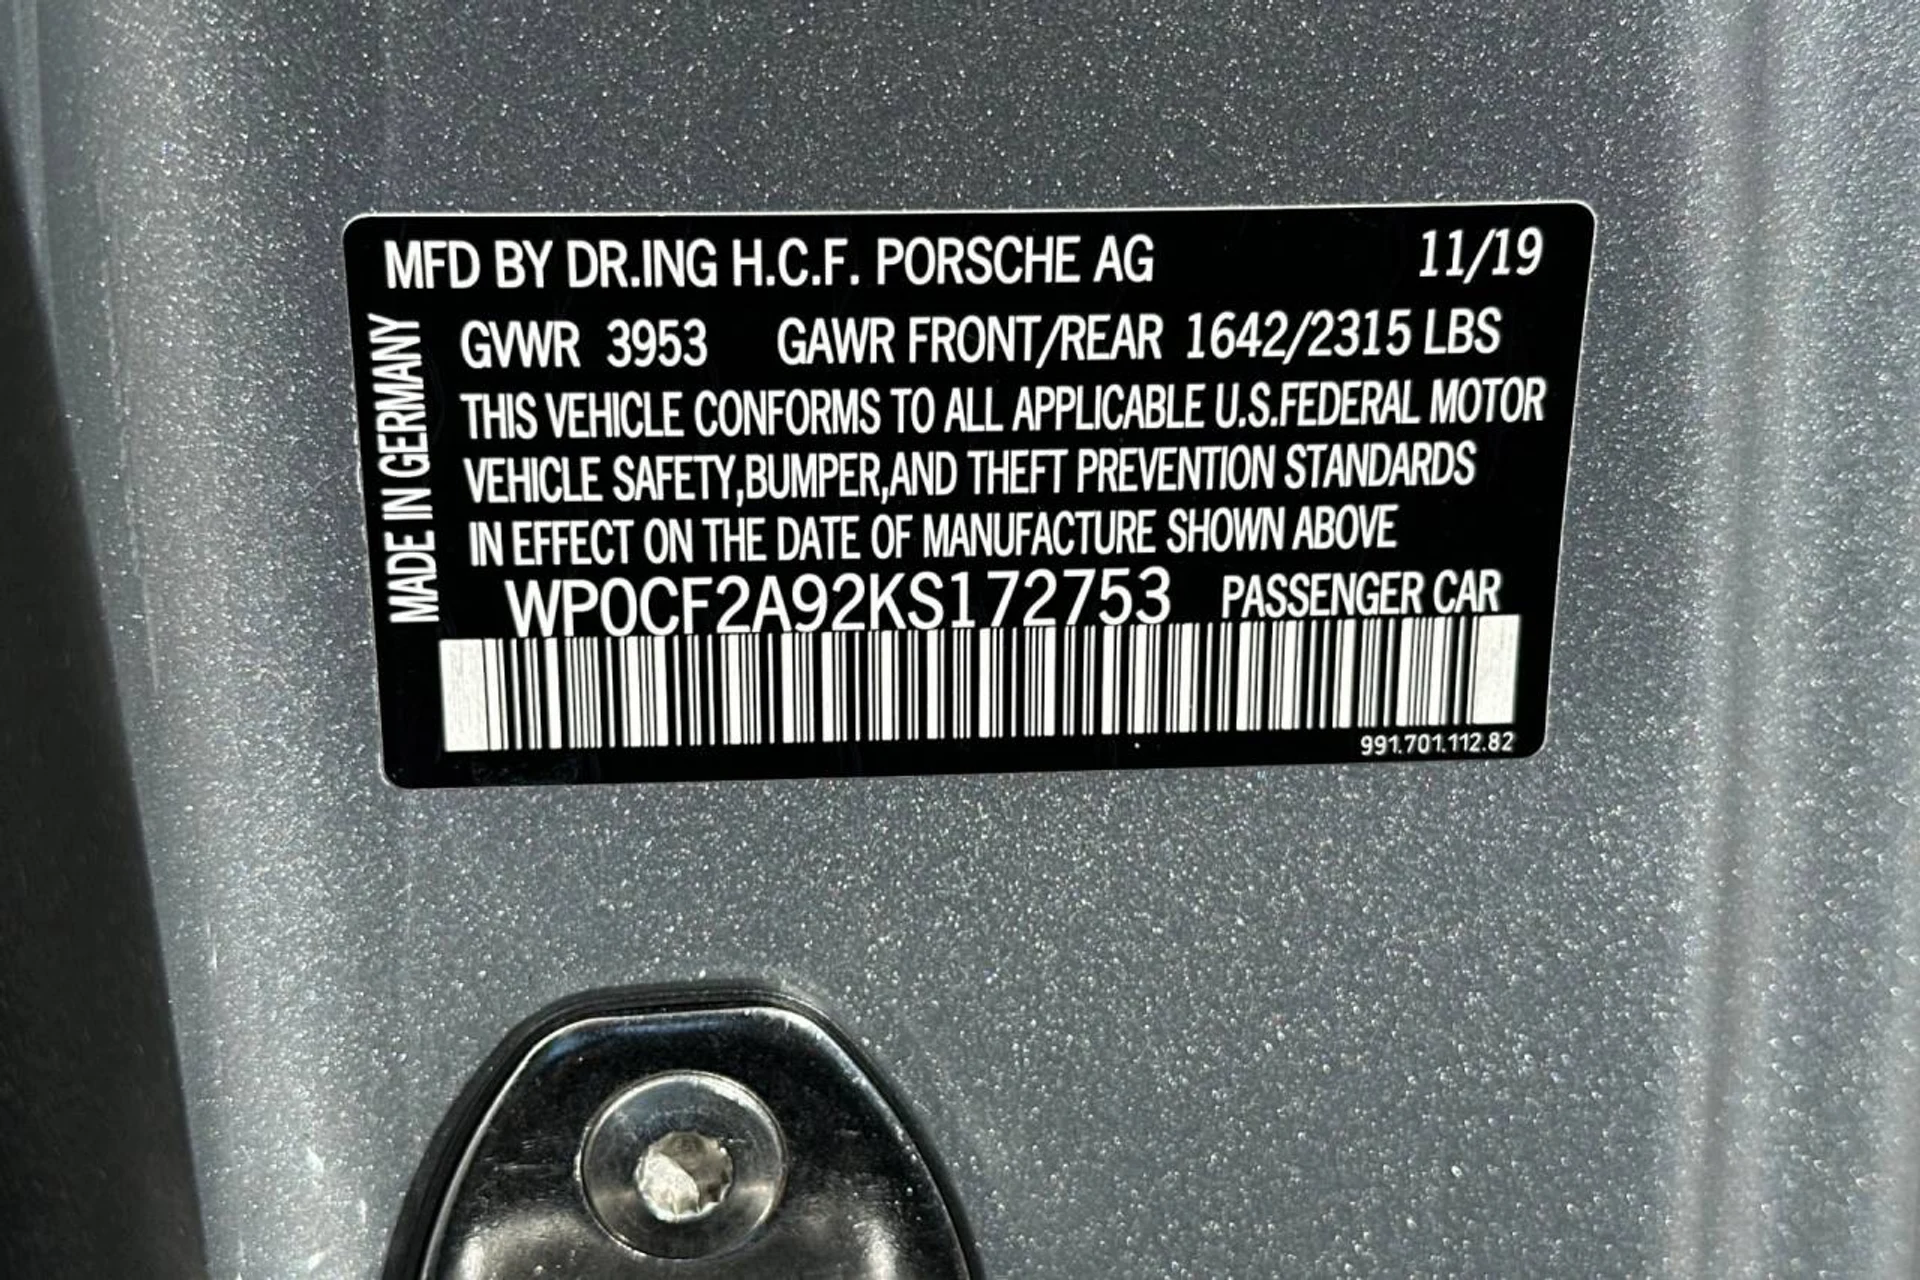 MFD BY DR.ING H.C.F. PORSCHE AG 11/19
MADE IN GERMANY
GVWR 3953 GAWR FRONT/REAR 1642/2315 LBS
THIS VEHICLE CONFORMS TO ALL APPLICABLE U.S.FEDERAL MOTOR
VEHICLE SAFETY,BUMPER,AND THEFT PREVENTION STANDARDS
IN EFFECT ON THE DATE OF MANUFACTURE SHOWN ABOVE
WP0CF2A92KS172753 PASSENGER CAR
991.701.112.82